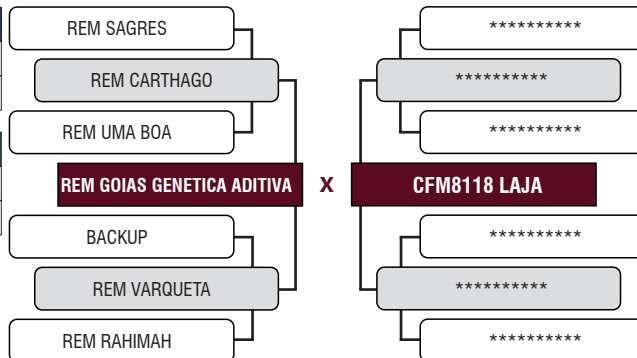 REM SAGRES
**********
REM CARTHAGO
**********
REM UMA BOA
**********
REM GOIAS GENETICA ADITIVA X CFM8118 LAJA
BACKUP
**********
REM VARQUETA
**********
REM RAHIMAH
**********